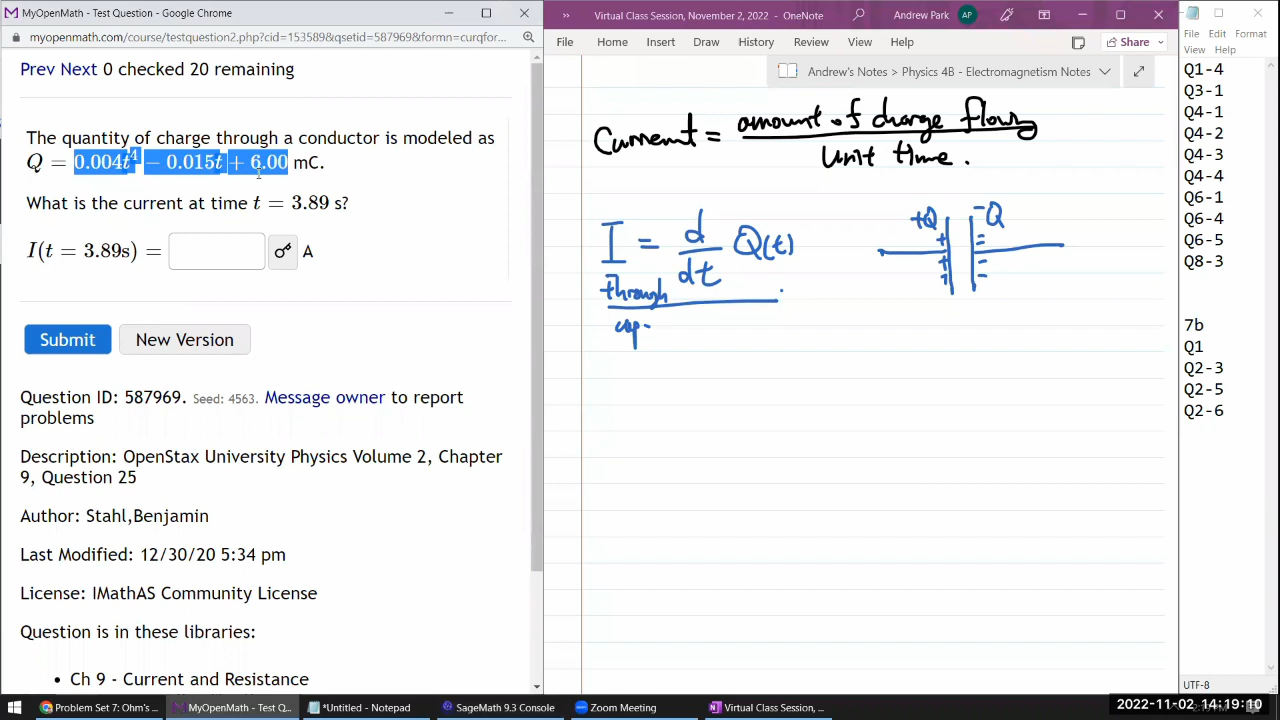 MyOpenMath - Test Question - Google Chrome
myopenmath.com/course/testquestion2.php?cid=153589&qsetid=587969&formn=curqfor...
Prev Next 0 checked 20 remaining
The quantity of charge through a conductor is modeled as
Q = 0.004t⁴ − 0.015t + 6.00 mC.
What is the current at time t = 3.89 s?
I(t = 3.89s) = A
Submit New Version
Question ID: 587969. Seed: 4563. Message owner to report
problems
Description: OpenStax University Physics Volume 2, Chapter
9, Question 25
Author: Stahl,Benjamin
Last Modified: 12/30/20 5:34 pm
License: IMathAS Community License
Question is in these libraries:
• Ch 9 - Current and Resistance
Virtual Class Session, November 2, 2022 - OneNote
Andrew Park AP
File Home Insert Draw History Review View Help Share
Andrew's Notes > Physics 4B - Electromagnetism Notes
Current = amount of charge flowg
Unit time.
I = d/dt Q(t)
through
cap-
+Q -Q
File Edit Format
View Help
Q1-4
Q3-1
Q4-1
Q4-2
Q4-3
Q4-4
Q6-1
Q6-4
Q6-5
Q8-3
7b
Q1
Q2-3
Q2-5
Q2-6
UTF-8
Problem Set 7: Ohm's ...
MyOpenMath - Test Q...
*Untitled - Notepad
SageMath 9.3 Console
Zoom Meeting
Virtual Class Session, ...
2022-11-02 14:19:10